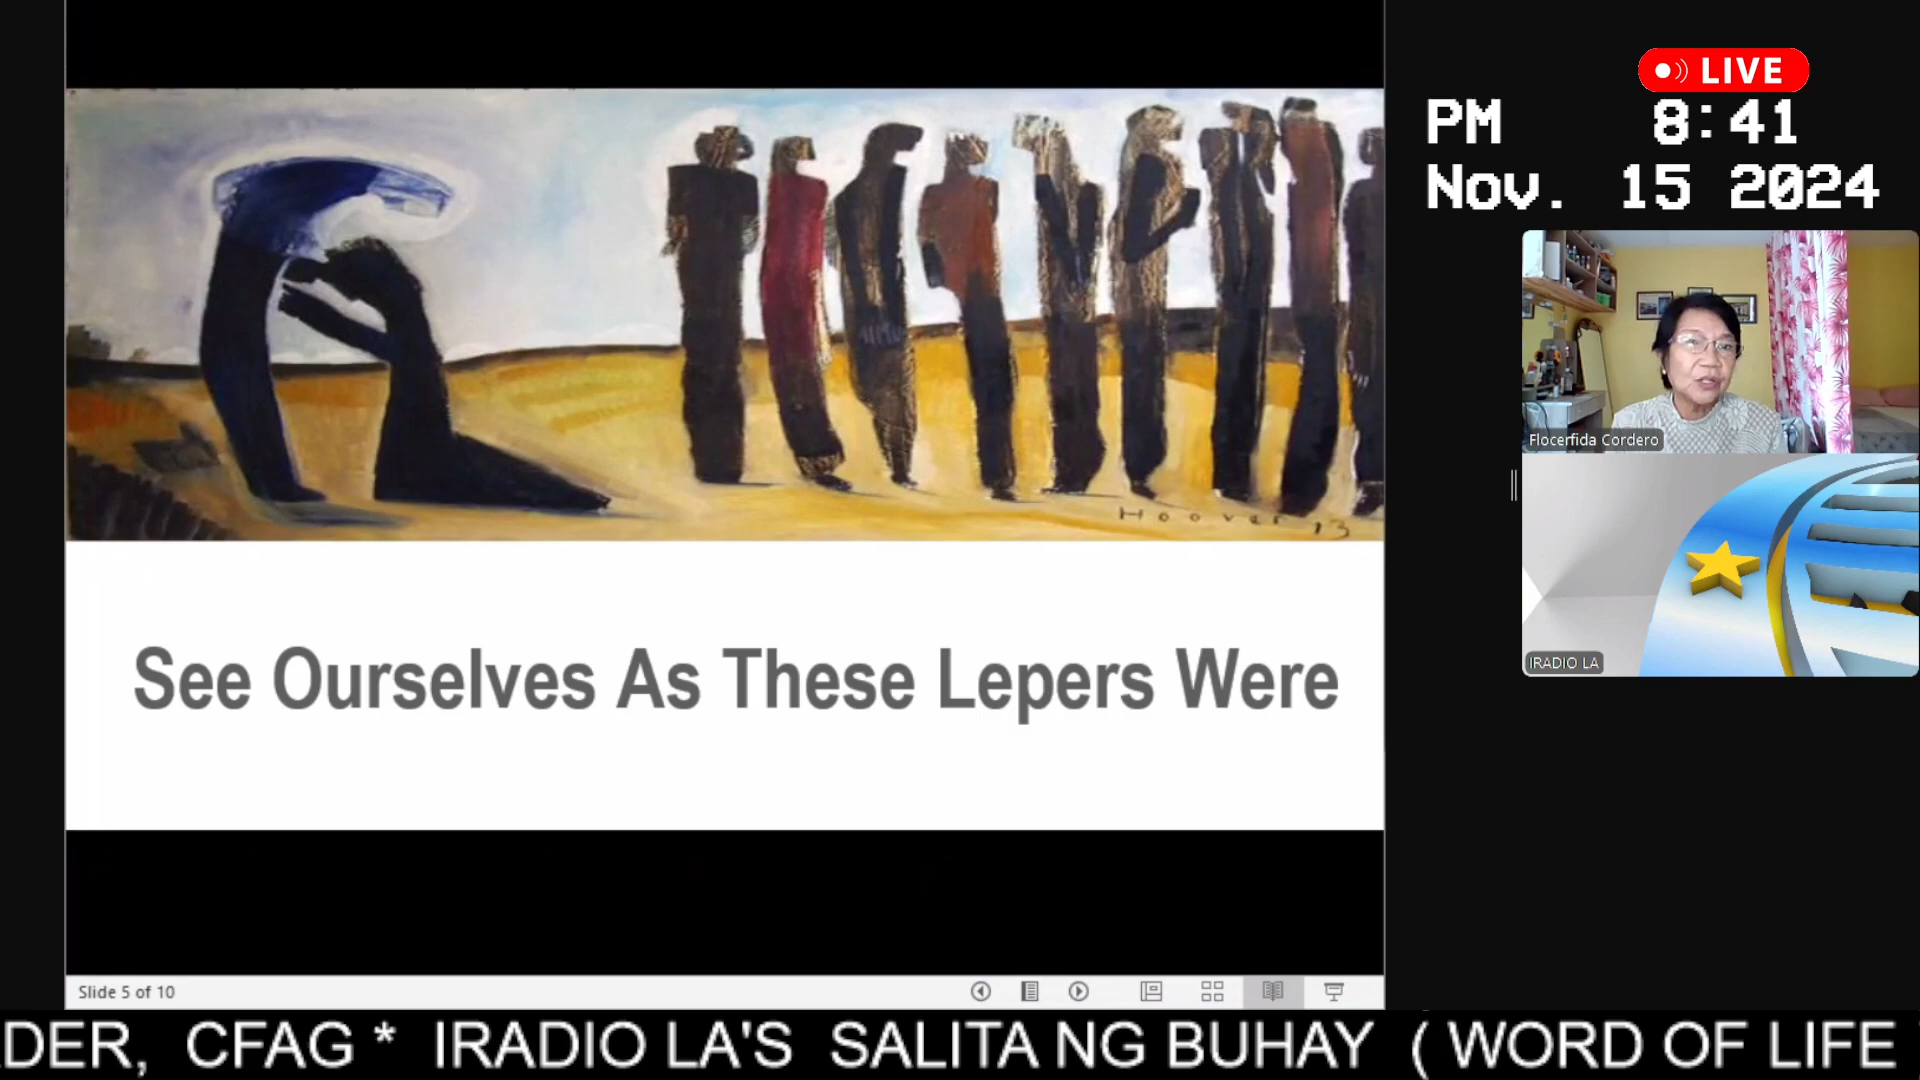 LIVE
PM 8:41
Nov. 15 2024
Hoover 13
Flocerfida Cordero
IRADIO LA
See Ourselves As These Lepers Were
Slide 5 of 10
DER, CFAG * IRADIO LA'S SALITA NG BUHAY ( WORD OF LIFE